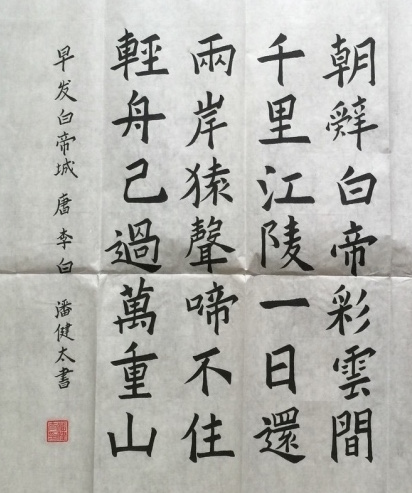 朝辤白帝彩雲間
千里江陵一日還
兩岸猿聲啼不住
輕舟已過萬重山
早发白帝城 唐 李白 潘健太書